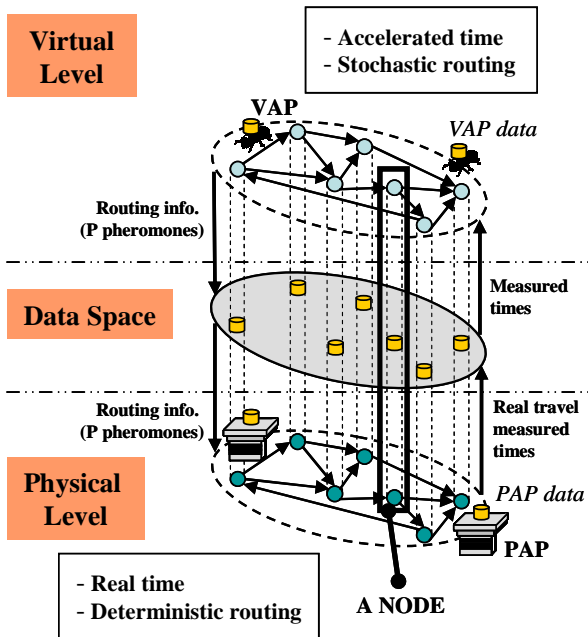 Virtual
Level
- Accelerated time
- Stochastic routing
VAP
VAP data
Routing info.
(P pheromones)
Data Space
Measured
times
Routing info.
(P pheromones)
Real travel
measured
times
Physical
Level
PAP data
PAP
- Real time
- Deterministic routing
A NODE